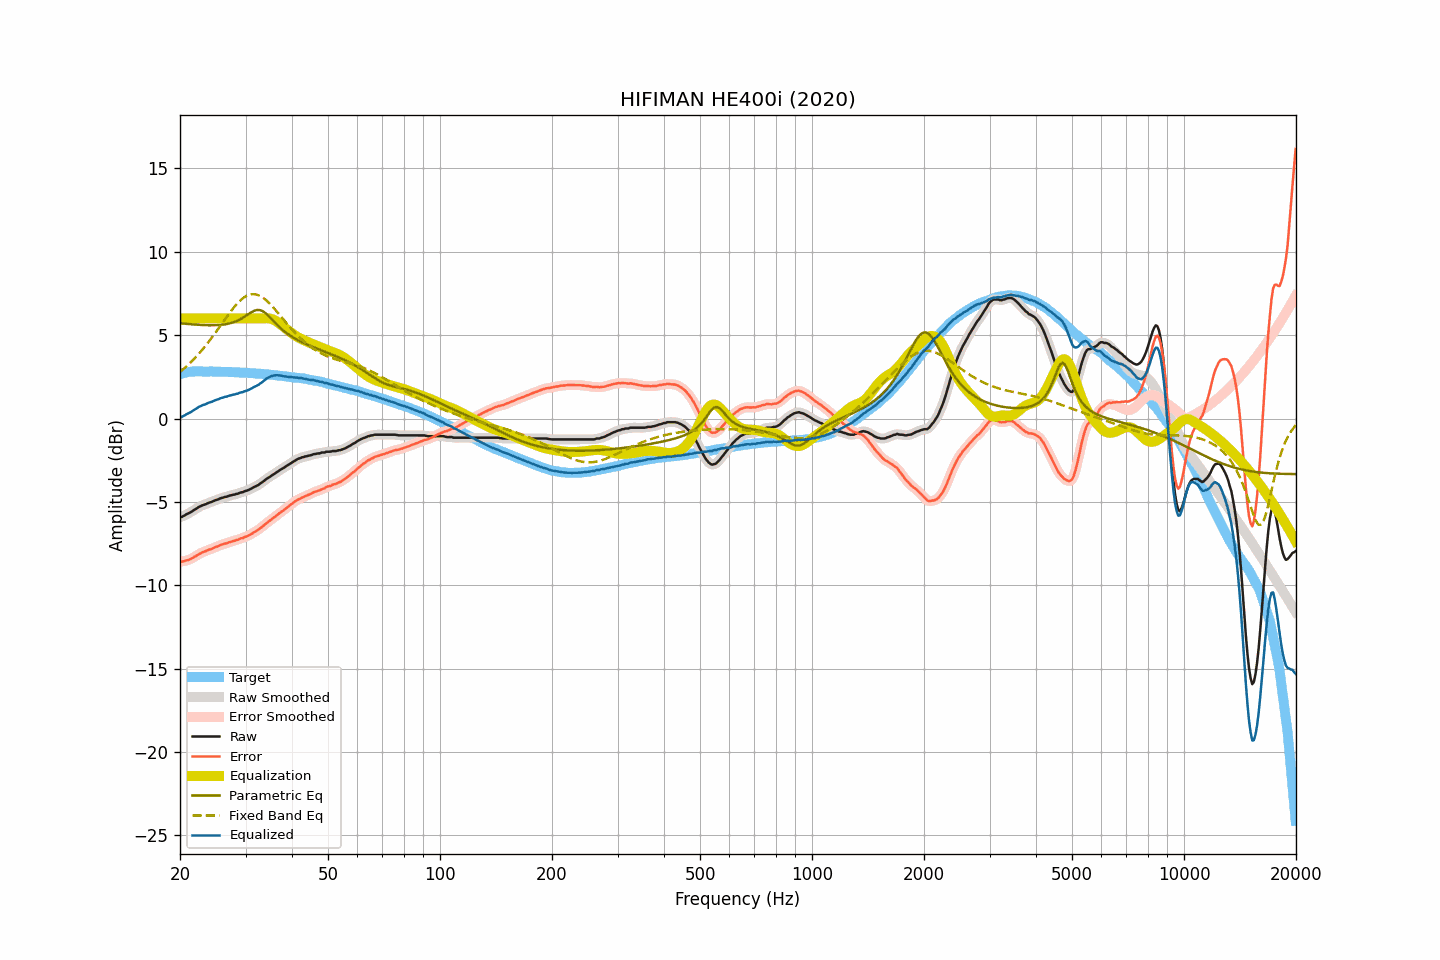 HIFIMAN HE400i (2020)
Amplitude (dBr)
15
10
5
0
−5
−10
−15
−20
−25
Target
Raw Smoothed
Error Smoothed
Raw
Error
Equalization
Parametric Eq
Fixed Band Eq
Equalized
20 50 100 200 500 1000 2000 5000 10000 20000
Frequency (Hz)